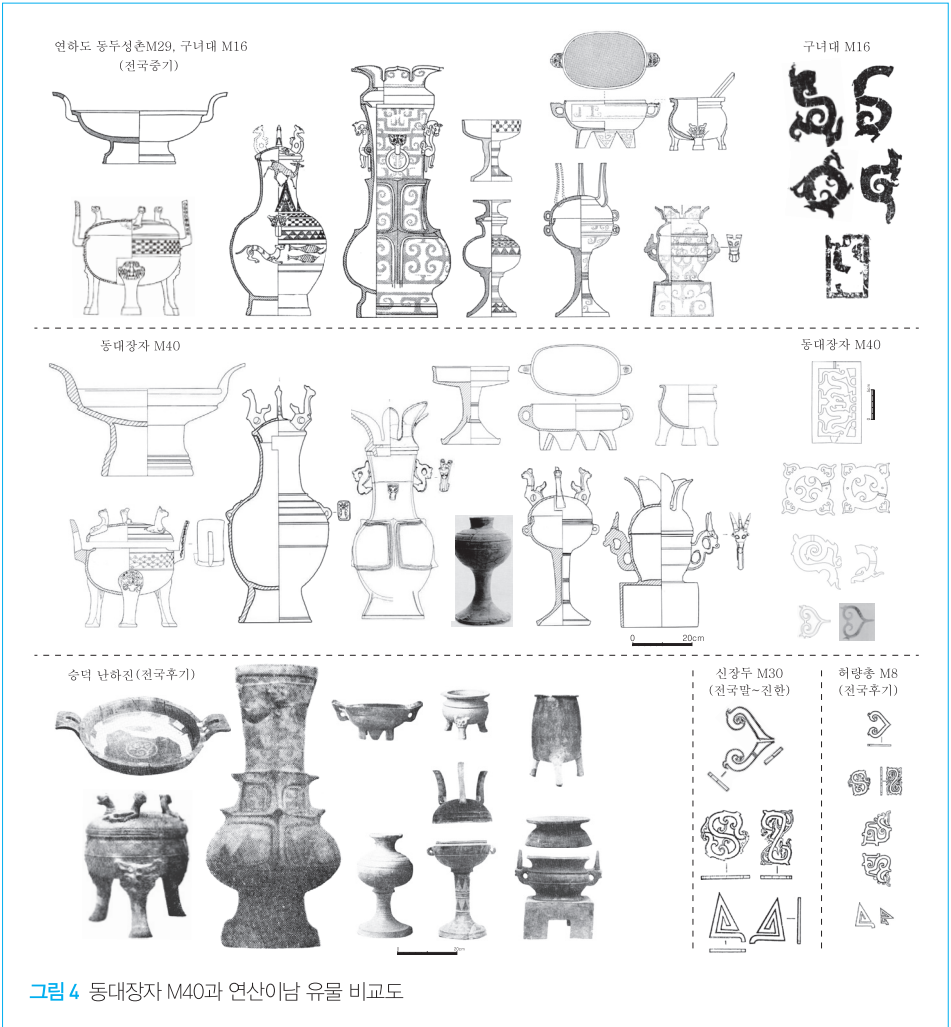 연하도 동두성촌M29, 구녀대 M16
(전국중기)
구녀대 M16
동대장자 M40
동대장자 M40
0 20cm
승덕 난하진(전국후기)
신장두 M30
(전국말~진한)
허량총 M8
(전국후기)
그림 4 동대장자 M40과 연산이남 유물 비교도